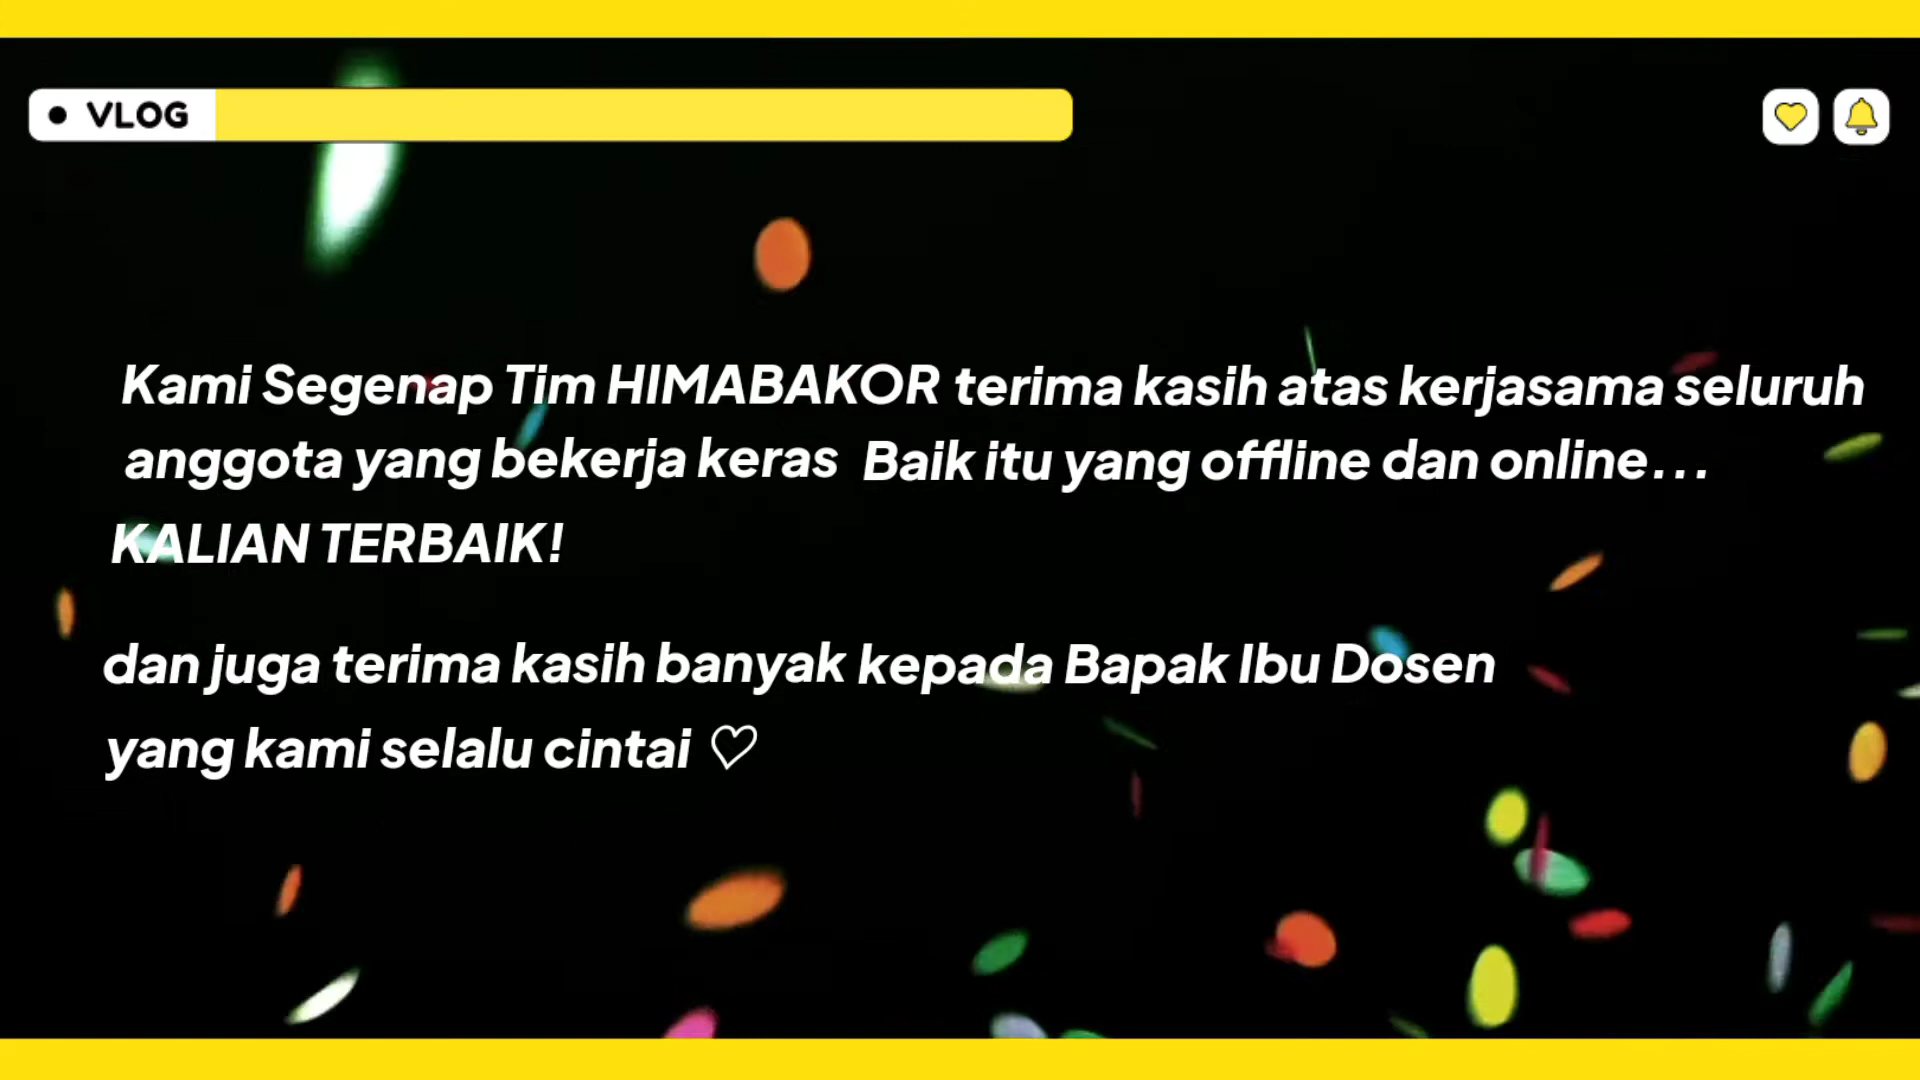 VLOG
Kami Segenap Tim HIMABAKOR terima kasih atas kerjasama seluruh
anggota yang bekerja keras Baik itu yang offline dan online...
KALIAN TERBAIK!
dan juga terima kasih banyak kepada Bapak Ibu Dosen
yang kami selalu cintai ♡